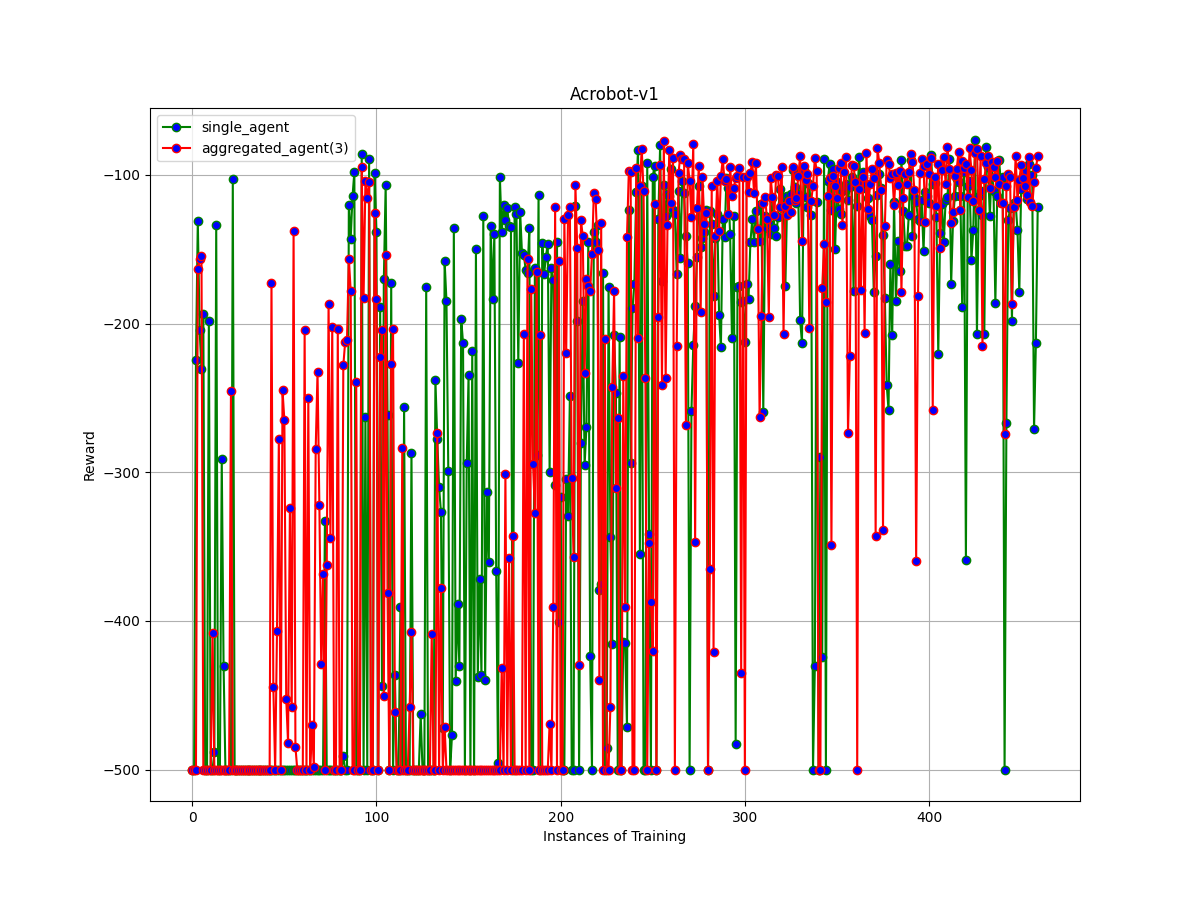 Acrobot-v1
single_agent
aggregated_agent(3)
Reward
−100
−200
−300
−400
−500
0
100
200
300
400
Instances of Training